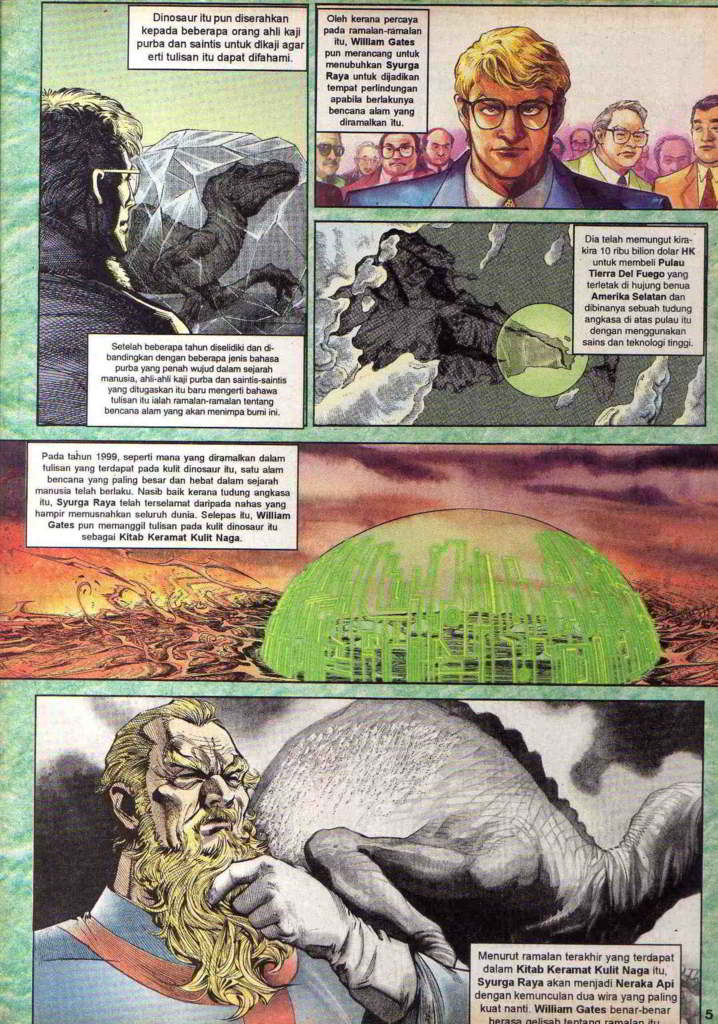 Dinosaur itu pun diserahkan
kepada beberapa orang ahli kaji
purba dan saintis untuk dikaji agar
erti tulisan itu dapat difahami.
Setelah beberapa tahun diselidiki dan di-
bandingkan dengan beberapa jenis bahasa
purba yang penah wujud dalam sejarah
manusia, ahli-ahli kaji purba dan saintis-saintis
yang ditugaskan itu baru mengerti bahawa
tulisan itu ialah ramalan-ramalan tentang
bencana alam yang akan menimpa bumi ini.
Oleh kerana percaya
pada ramalan-ramalan
itu, William Gates
pun merancang untuk
menubuhkan Syurga
Raya untuk dijadikan
tempat perlindungan
apabila berlakunya
bencana alam yang
diramalkan itu.
Dia telah memungut kira-
kira 10 ribu bilion dolar HK
untuk membeli Pulau
Tierra Del Fuego yang
terletak di hujung benua
Amerika Selatan dan
dibinanya sebuah tudung
angkasa di atas pulau itu
dengan menggunakan
sains dan teknologi tinggi.
Pada tahun 1999, seperti mana yang diramalkan dalam
tulisan yang terdapat pada kulit dinosaur itu, satu alam
bencana yang paling besar dan hebat dalam sejarah
manusia telah berlaku. Nasib baik kerana tudung angkasa
itu, Syurga Raya telah terselamat daripada nahas yang
hampir memusnahkan seluruh dunia. Selepas itu, William
Gates pun memanggil tulisan pada kulit dinosaur itu
sebagai Kitab Keramat Kulit Naga.
Menurut ramalan terakhir yang terdapat
dalam Kitab Keramat Kulit Naga itu,
Syurga Raya akan menjadi Neraka Api
dengan kemunculan dua wira yang paling
kuat nanti. William Gates benar-benar
berasa gelisah tentang ramalan itu
5